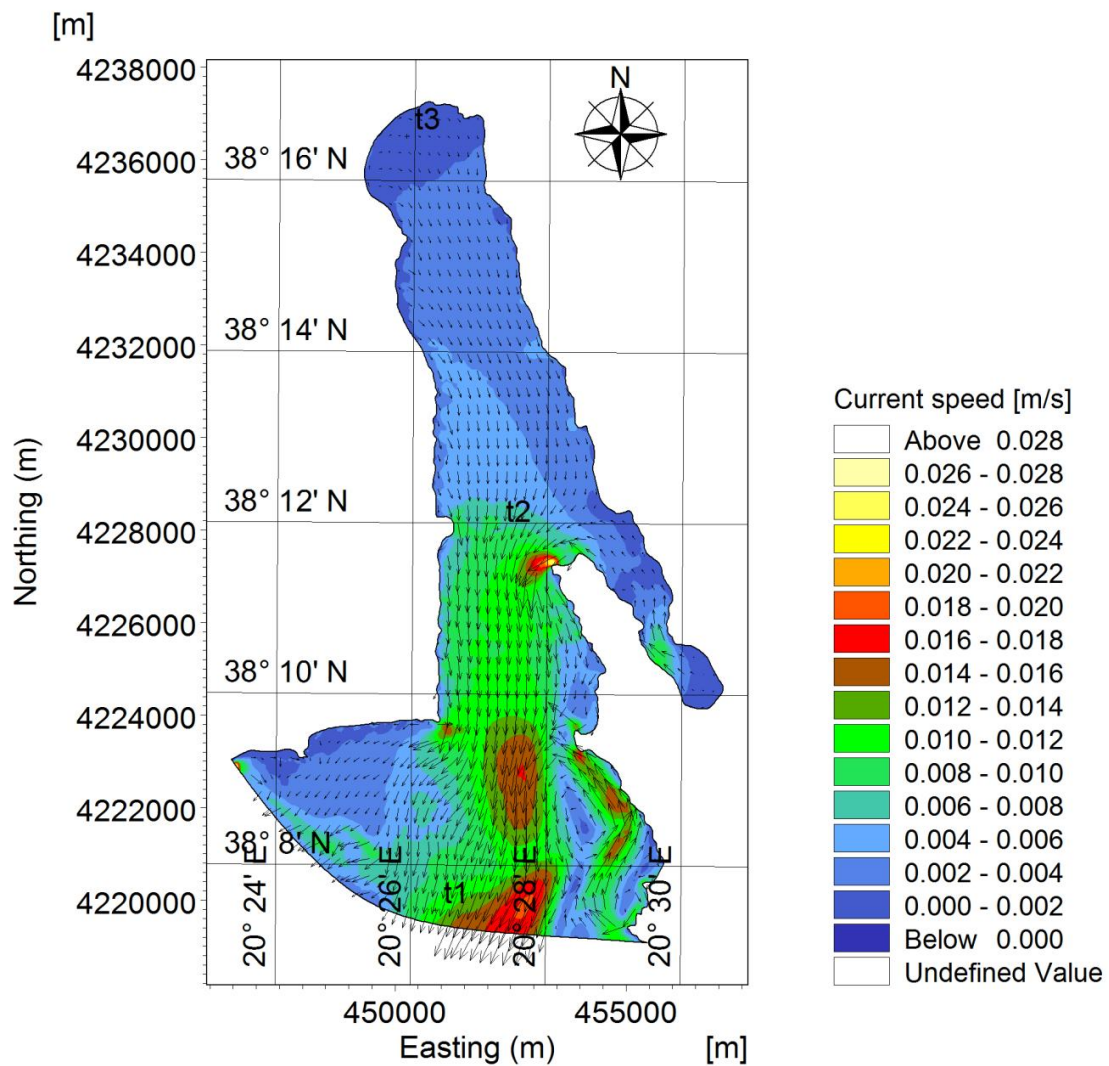 [m]
4238000
N
t3
38° 16' N
4236000
4234000
38° 14' N
4232000
Current speed [m/s]
Above 0.028
4230000
0.026 - 0.028
0.024 - 0.026
38° 12' N
t2
4228000
0.022 - 0.024
0.020 - 0.022
Northing (m)
0.018 - 0.020
4226000
0.016 - 0.018
38° 10' N
0.014 - 0.016
4224000
0.012 - 0.014
0.010 - 0.012
0.008 - 0.010
4222000
0.006 - 0.008
38° 8' N
0.004 - 0.006
t1
0.002 - 0.004
4220000
20° 24' E
20° 26' E
20° 28' E
20° 30' E
0.000 - 0.002
Below 0.000
Undefined Value
450000
455000
Easting (m)
[m]